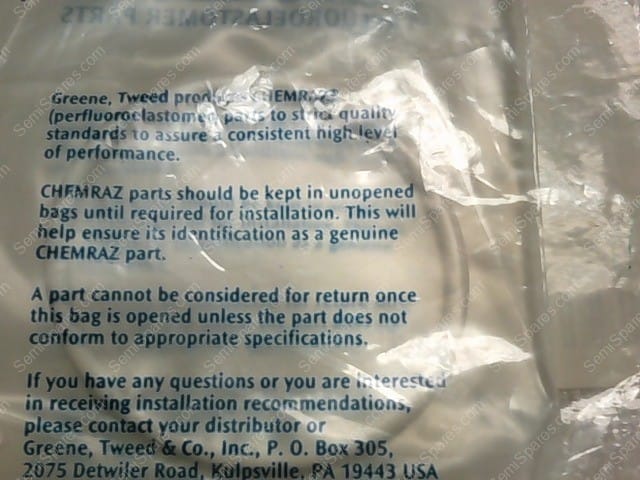 Greene, Tweed produces CHEMRAZ®
(perfluoroelastomer) parts to strict quality
standards to assure a consistent high level
of performance.
CHEMRAZ parts should be kept in unopened
bags until required for installation. This will
help ensure its identification as a genuine
CHEMRAZ part.
A part cannot be considered for return once
this bag is opened unless the part does not
conform to appropriate specifications.
If you have any questions or you are interested
in receiving installation recommendations,
please contact your distributor or
Greene, Tweed & Co., Inc., P. O. Box 305,
2075 Detwiler Road, Kulpsville, PA 19443 USA
SemiSpares.com